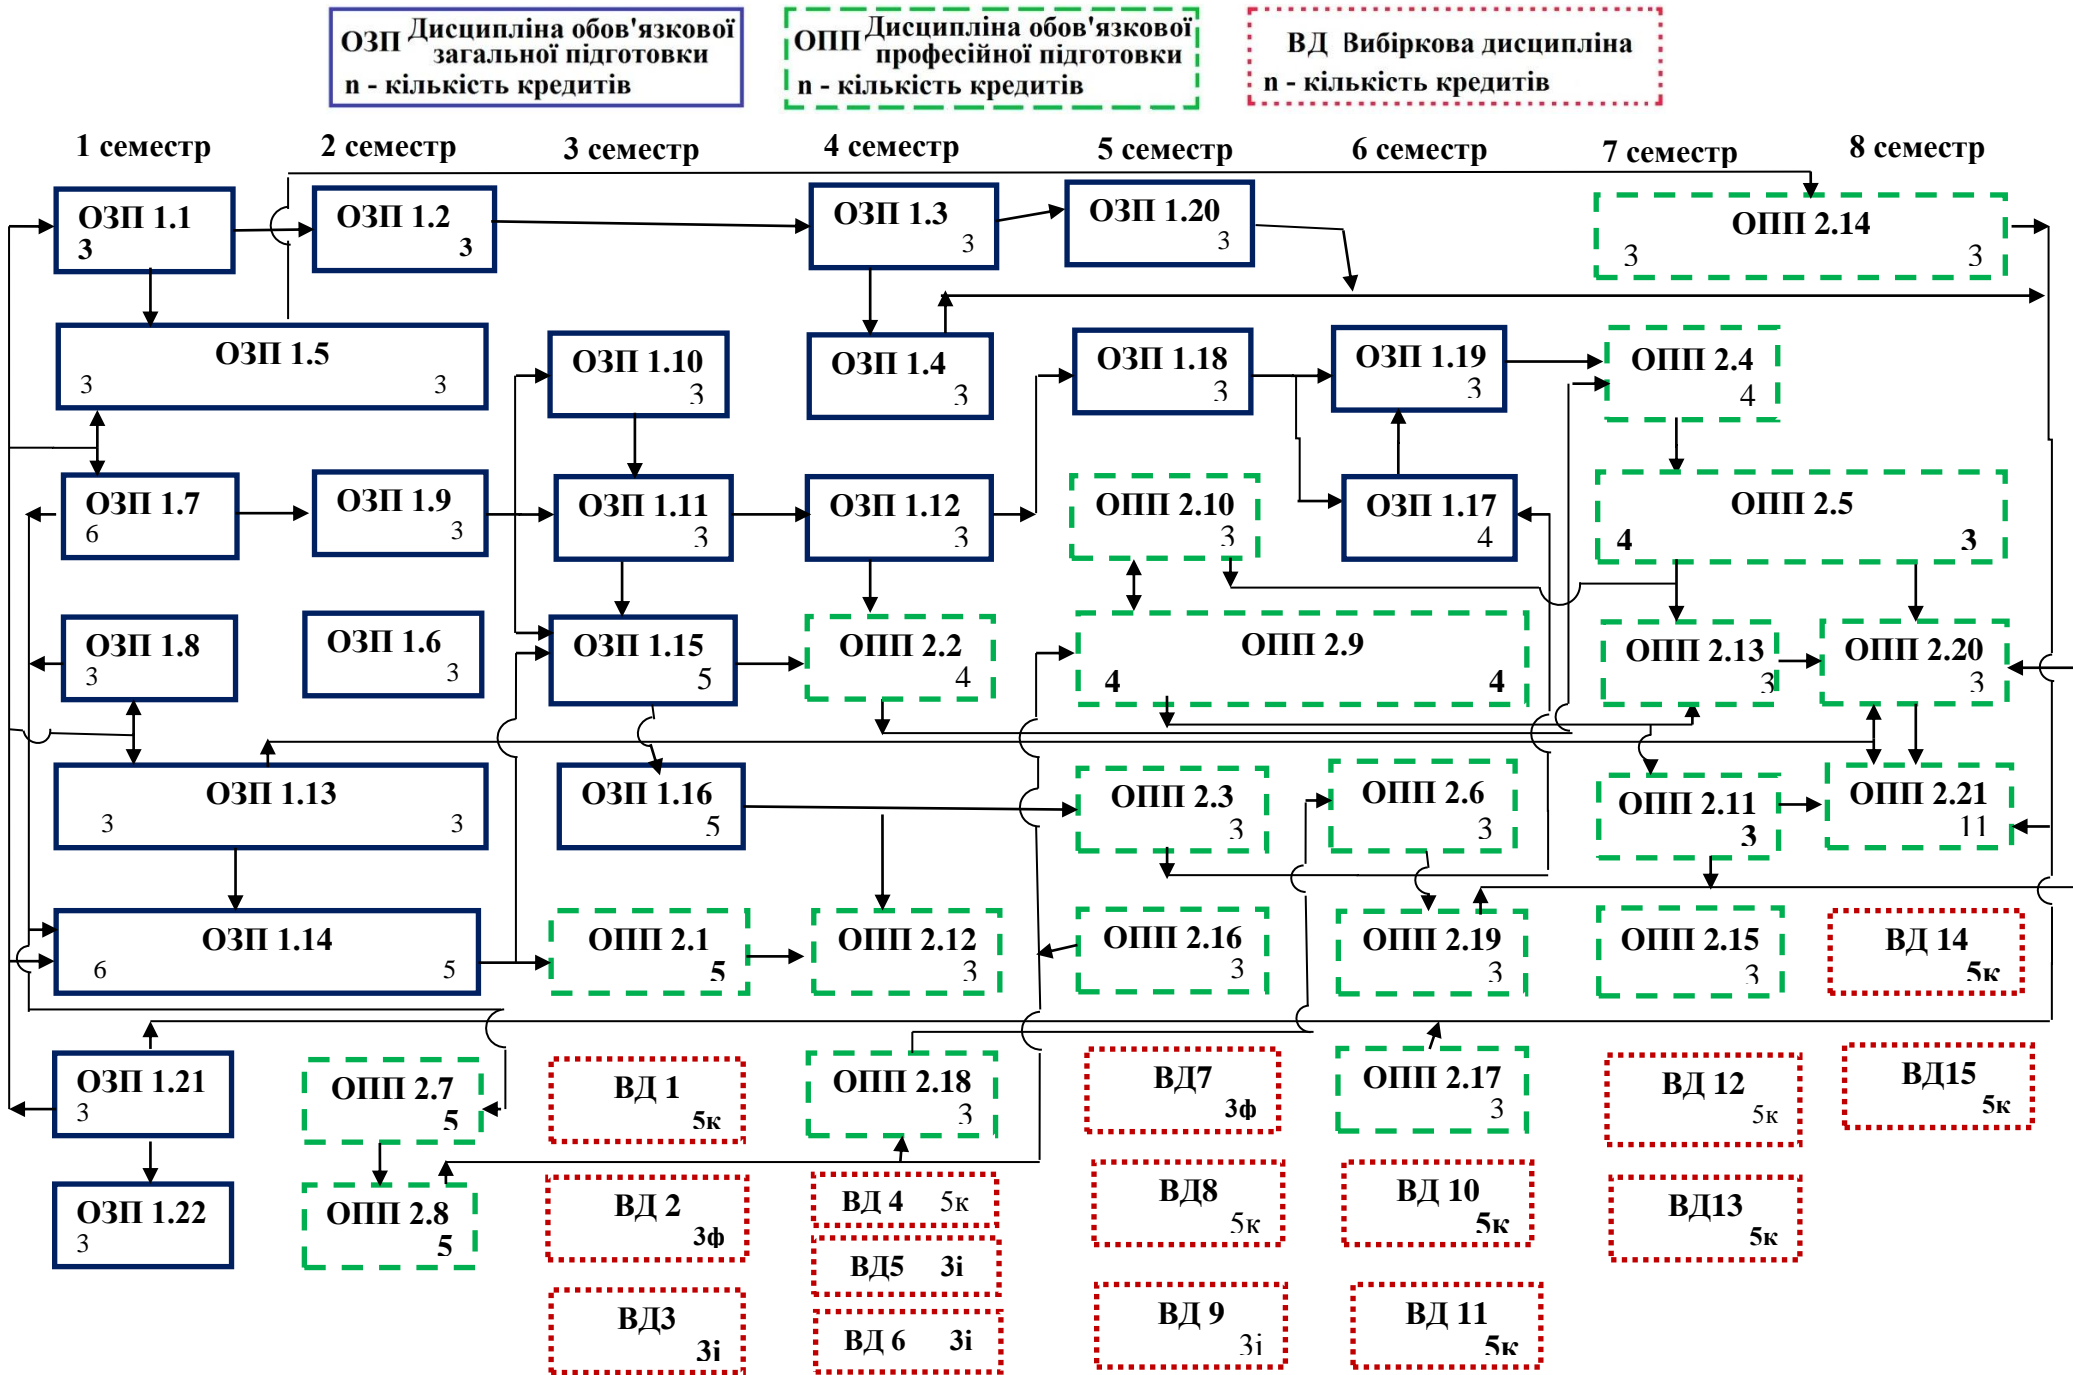 ОЗП Дисципліна обов'язкової
загальної підготовки
n - кількість кредитів
ОПП Дисципліна обов'язкової
професійної підготовки
n - кількість кредитів
ВД Вибіркова дисципліна
n - кількість кредитів
1 семестр 2 семестр 3 семестр 4 семестр 5 семестр 6 семестр 7 семестр 8 семестр
ОЗП 1.1
3
ОЗП 1.2
3
ОЗП 1.3
3
ОЗП 1.20
3
ОПП 2.14
3 3
ОЗП 1.5
3 3
ОЗП 1.10
3
ОЗП 1.4
3
ОЗП 1.18
3
ОЗП 1.19
3
ОПП 2.4
4
ОЗП 1.7
6
ОЗП 1.9
3
ОЗП 1.11
3
ОЗП 1.12
3
ОПП 2.10
3
ОЗП 1.17
4
ОПП 2.5
4 3
ОЗП 1.8
3
ОЗП 1.6
3
ОЗП 1.15
5
ОПП 2.2
4
ОПП 2.9
4 4
ОПП 2.13
3
ОПП 2.20
3
ОЗП 1.13
3 3
ОЗП 1.16
5
ОПП 2.3
3
ОПП 2.6
3
ОПП 2.11
3
ОПП 2.21
11
ОЗП 1.14
6 5
ОПП 2.1
5
ОПП 2.12
3
ОПП 2.16
3
ОПП 2.19
3
ОПП 2.15
3
ВД 14
5к
ОЗП 1.21
3
ОПП 2.7
5
ВД 1
5к
ОПП 2.18
3
ВД7
3ф
ОПП 2.17
3
ВД 12
5к
ВД15
5к
ОЗП 1.22
3
ОПП 2.8
5
ВД 2
3ф
ВД 4 5к
ВД5 3і
ВД8
5к
ВД 10
5к
ВД13
5к
ВД3
3і
ВД 6 3і
ВД 9
3і
ВД 11
5к